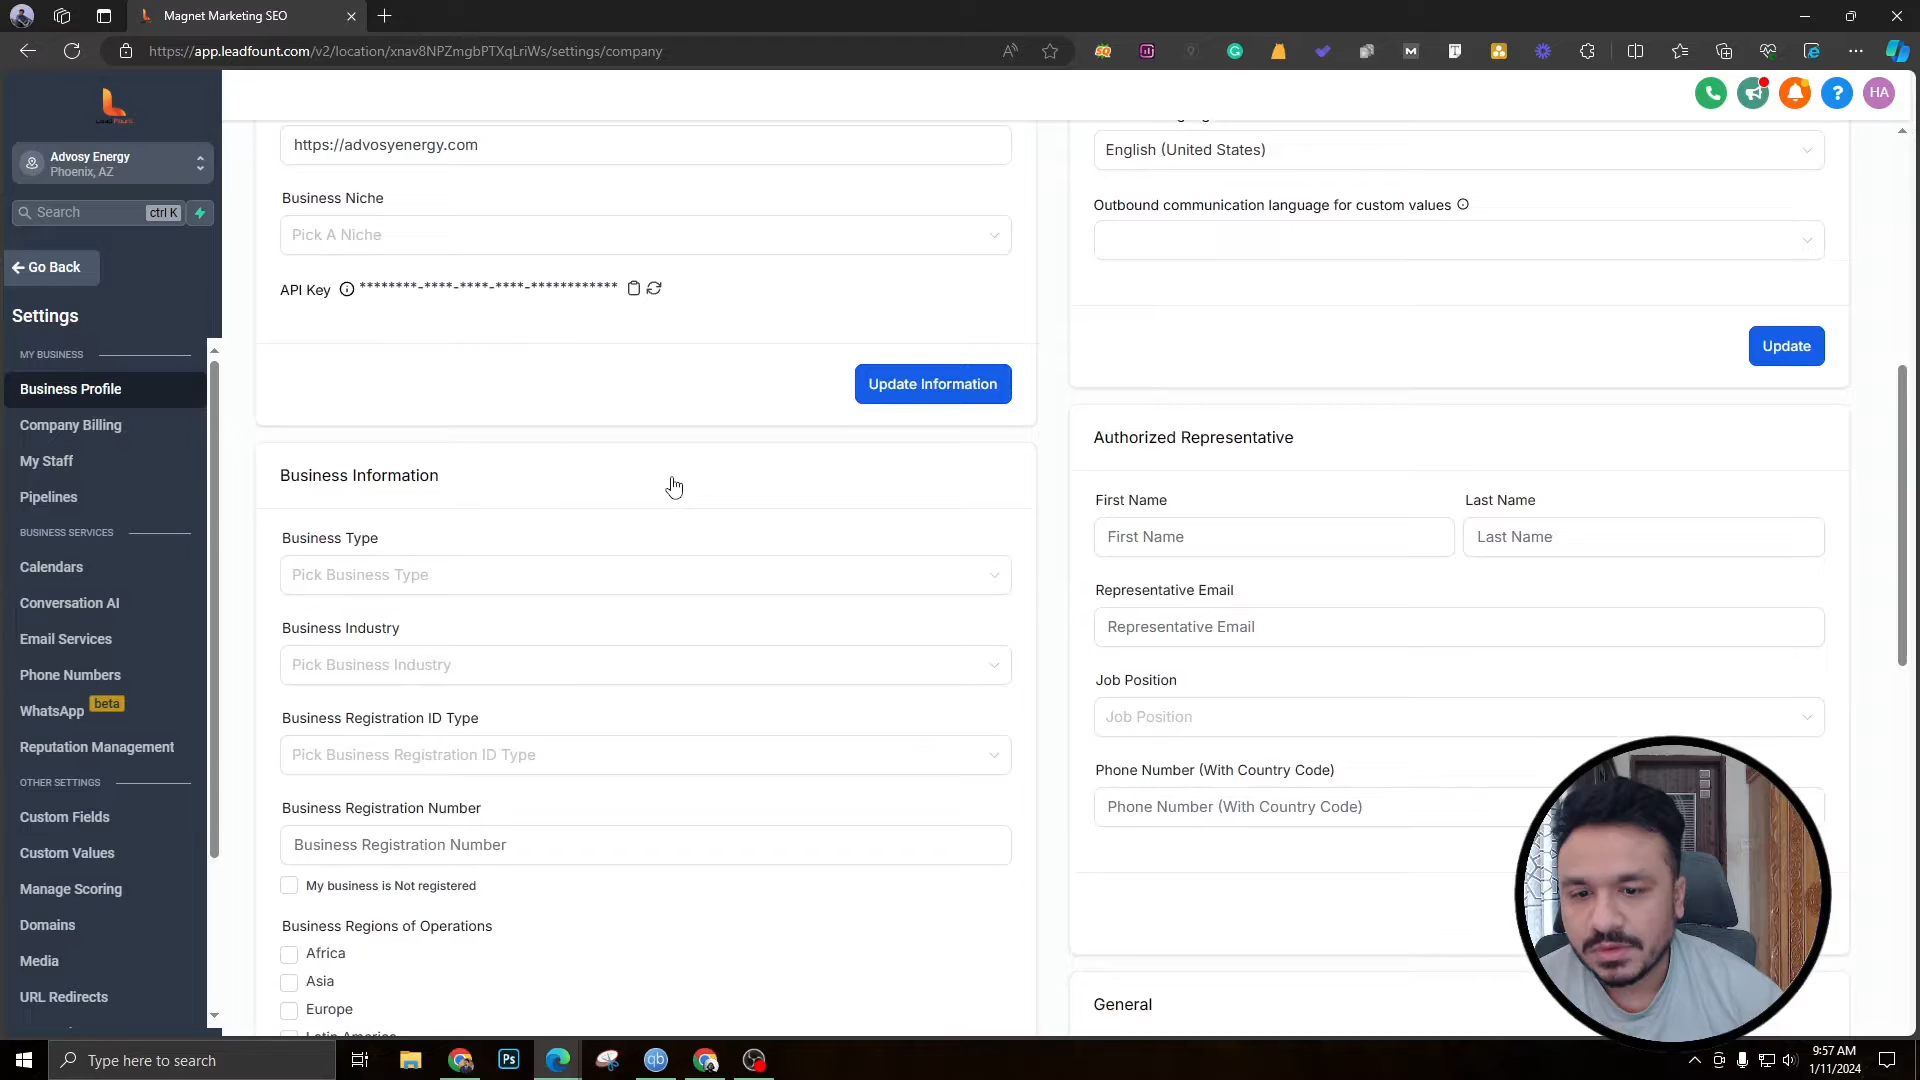 Magnet Marketing SEO
https://app.leadfount.com/v2/location/xnav8NPZmgbPTXqLriWs/settings/company
HA
Advosy Energy
Phoenix, AZ
Search ctrl K
Go Back
Settings
MY BUSINESS
Business Profile
Company Billing
My Staff
Pipelines
BUSINESS SERVICES
Calendars
Conversation AI
Email Services
Phone Numbers
WhatsApp beta
Reputation Management
OTHER SETTINGS
Custom Fields
Custom Values
Manage Scoring
Domains
Media
URL Redirects
https://advosyenergy.com
Business Niche
Pick A Niche
API Key ********-****-****-****-************
Update Information
Business Information
Business Type
Pick Business Type
Business Industry
Pick Business Industry
Business Registration ID Type
Pick Business Registration ID Type
Business Registration Number
Business Registration Number
My business is Not registered
Business Regions of Operations
Africa
Asia
Europe
Latin America
English (United States)
Outbound communication language for custom values
Update
Authorized Representative
First Name Last Name
First Name Last Name
Representative Email
Representative Email
Job Position
Job Position
Phone Number (With Country Code)
Phone Number (With Country Code)
General
Type here to search
Ps
qb
9:57 AM
1/11/2024